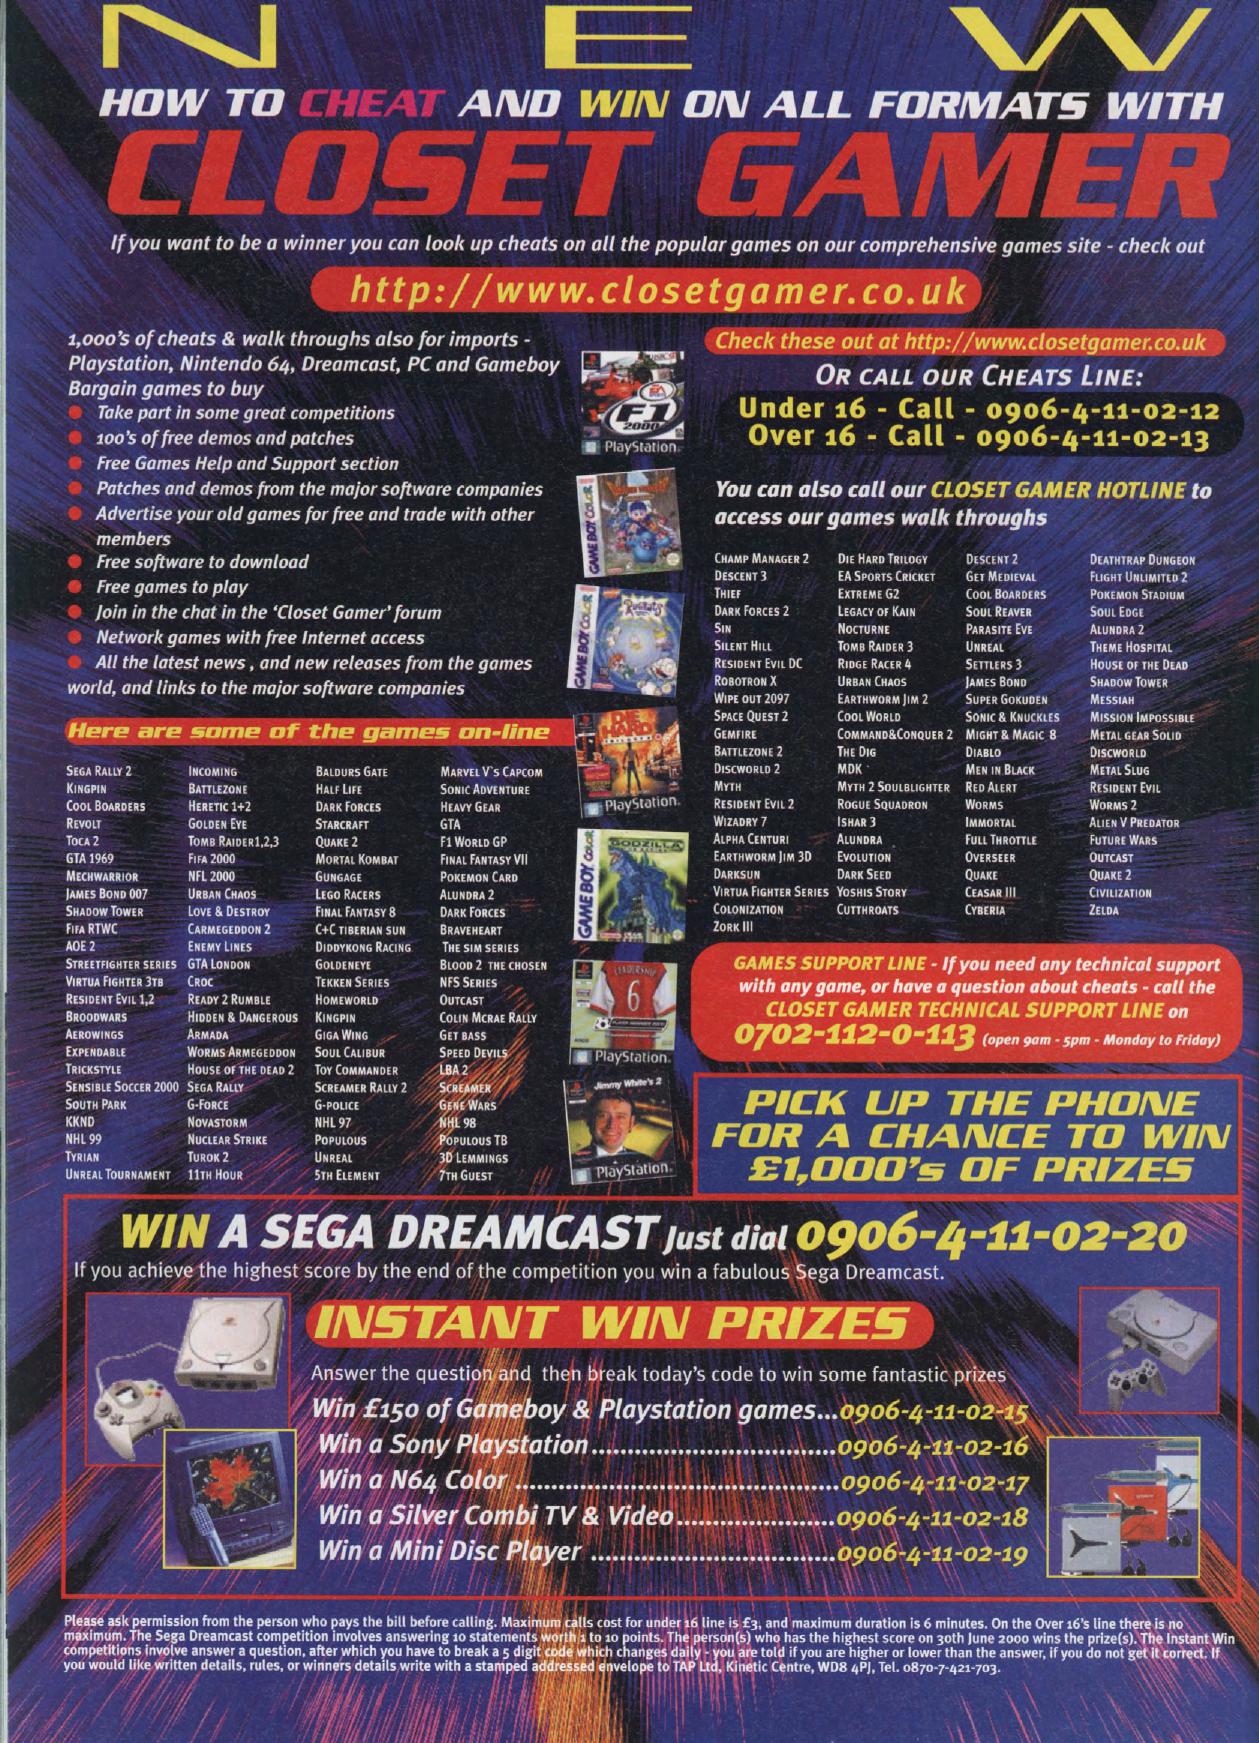 NEW
HOW TO CHEAT AND WIN ON ALL FORMATS WITH
CLOSET GAMER
If you want to be a winner you can look up cheats on all the popular games on our comprehensive games site - check out
http://www.closetgamer.co.uk
1,000's of cheats & walk throughs also for imports -
Playstation, Nintendo 64, Dreamcast, PC and Gameboy
Bargain games to buy
Take part in some great competitions
100's of free demos and patches
Free Games Help and Support section
Patches and demos from the major software companies
Advertise your old games for free and trade with other
members
Free software to download
Free games to play
Join in the chat in the 'Closet Gamer' forum
Network games with free Internet access
All the latest news , and new releases from the games
world, and links to the major software companies
Here are some of the games on-line
SEGA RALLY 2 INCOMING BALDURS GATE MARVEL V`S CAPCOM
KINGPIN BATTLEZONE HALF LIFE SONIC ADVENTURE
COOL BOARDERS HERETIC 1+2 DARK FORCES HEAVY GEAR
REVOLT GOLDEN EYE STARCRAFT GTA
TOCA 2 TOMB RAIDER1,2,3 QUAKE 2 F1 WORLD GP
GTA 1969 FIFA 2000 MORTAL KOMBAT FINAL FANTASY VII
MECHWARRIOR NFL 2000 GUNGAGE POKEMON CARD
JAMES BOND 007 URBAN CHAOS LEGO RACERS ALUNDRA 2
SHADOW TOWER LOVE & DESTROY FINAL FANTASY 8 DARK FORCES
FIFA RTWC CARMEGEDDON 2 C+C TIBERIAN SUN BRAVEHEART
AOE 2 ENEMY LINES DIDDYKONG RACING THE SIM SERIES
STREETFIGHTER SERIES GTA LONDON GOLDENEYE BLOOD 2 THE CHOSEN
VIRTUA FIGHTER 3TB CROC TEKKEN SERIES NFS SERIES
RESIDENT EVIL 1,2 READY 2 RUMBLE HOMEWORLD OUTCAST
BROODWARS HIDDEN & DANGEROUS KINGPIN COLIN MCRAE RALLY
AEROWINGS ARMADA GIGA WING GET BASS
EXPENDABLE WORMS ARMEGEDDON SOUL CALIBUR SPEED DEVILS
TRICKSTYLE HOUSE OF THE DEAD 2 TOY COMMANDER LBA 2
SENSIBLE SOCCER 2000 SEGA RALLY SCREAMER RALLY 2 SCREAMER
SOUTH PARK G-FORCE G-POLICE GENE WARS
KKND NOVASTORM NHL 97 NHL 98
NHL 99 NUCLEAR STRIKE POPULOUS POPULOUS TB
TYRIAN TUROK 2 UNREAL 3D LEMMINGS
UNREAL TOURNAMENT 11TH HOUR 5TH ELEMENT 7TH GUEST
EA SPORTS
F1
2000
PlayStation
GAME BOY COLOR
GAME BOY COLOR
Rugrats
DIE HARD
TRILOGY 2
PlayStation
GAME BOY COLOR
GODZILLA
LEADERSHIP
6
PlayStation
Jimmy White's 2
PlayStation
Check these out at http://www.closetgamer.co.uk
OR CALL OUR CHEATS LINE:
Under 16 - Call - 0906-4-11-02-12
Over 16 - Call - 0906-4-11-02-13
You can also call our CLOSET GAMER HOTLINE to
access our games walk throughs
CHAMP MANAGER 2 DIE HARD TRILOGY DESCENT 2 DEATHTRAP DUNGEON
DESCENT 3 EA SPORTS CRICKET GET MEDIEVAL FLIGHT UNLIMITED 2
THIEF EXTREME G2 COOL BOARDERS POKEMON STADIUM
DARK FORCES 2 LEGACY OF KAIN SOUL REAVER SOUL EDGE
SIN NOCTURNE PARASITE EVE ALUNDRA 2
SILENT HILL TOMB RAIDER 3 UNREAL THEME HOSPITAL
RESIDENT EVIL DC RIDGE RACER 4 SETTLERS 3 HOUSE OF THE DEAD
ROBOTRON X URBAN CHAOS JAMES BOND SHADOW TOWER
WIPE OUT 2097 EARTHWORM JIM 2 SUPER GOKUDEN MESSIAH
SPACE QUEST 2 COOL WORLD SONIC & KNUCKLES MISSION IMPOSSIBLE
GEMFIRE COMMAND&CONQUER 2 MIGHT & MAGIC 8 METAL GEAR SOLID
BATTLEZONE 2 THE DIG DIABLO DISCWORLD
DISCWORLD 2 MDK MEN IN BLACK METAL SLUG
MYTH MYTH 2 SOULBLIGHTER RED ALERT RESIDENT EVIL
RESIDENT EVIL 2 ROGUE SQUADRON WORMS WORMS 2
WIZADRY 7 ISHAR 3 IMMORTAL ALIEN V PREDATOR
ALPHA CENTURI ALUNDRA FULL THROTTLE FUTURE WARS
EARTHWORM JIM 3D EVOLUTION OVERSEER OUTCAST
DARKSUN DARK SEED QUAKE QUAKE 2
VIRTUA FIGHTER SERIES YOSHIS STORY CEASAR III CIVILIZATION
COLONIZATION CUTTHROATS CYBERIA ZELDA
ZORK III
GAMES SUPPORT LINE - If you need any technical support
with any game, or have a question about cheats - call the
CLOSET GAMER TECHNICAL SUPPORT LINE on
0702-112-0-113 (open 9am - 5pm - Monday to Friday)
PICK UP THE PHONE
FOR A CHANCE TO WIN
£1,000's OF PRIZES
WIN A SEGA DREAMCAST Just dial 0906-4-11-02-20
If you achieve the highest score by the end of the competition you win a fabulous Sega Dreamcast.
INSTANT WIN PRIZES
Answer the question and then break today's code to win some fantastic prizes
Win £150 of Gameboy & Playstation games...0906-4-11-02-15
Win a Sony Playstation..................................0906-4-11-02-16
Win a N64 Color .............................................0906-4-11-02-17
Win a Silver Combi TV & Video......................0906-4-11-02-18
Win a Mini Disc Player ..................................0906-4-11-02-19
Please ask permission from the person who pays the bill before calling. Maximum calls cost for under 16 line is £3, and maximum duration is 6 minutes. On the Over 16's line there is no
maximum. The Sega Dreamcast competition involves answering 10 statements worth 1 to 10 points. The person(s) who has the highest score on 30th June 2000 wins the prize(s). The Instant Win
competitions involve answer a question, after which you have to break a 5 digit code which changes daily - you are told if you are higher or lower than the answer, if you do not get it correct. If
you would like written details, rules, or winners details write with a stamped addressed envelope to TAP Ltd, Kinetic Centre, WD8 4PJ, Tel. 0870-7-421-703.